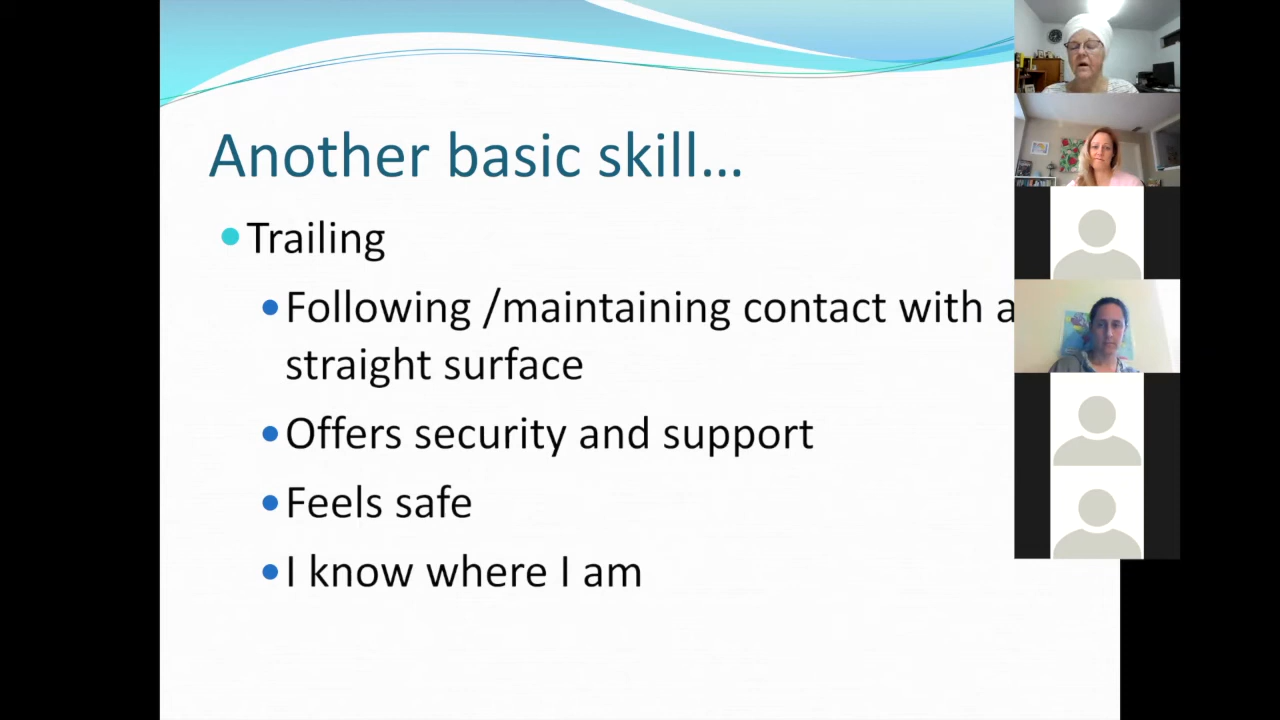 Another basic skill...
Trailing
Following /maintaining contact with a
straight surface
Offers security and support
Feels safe
I know where I am